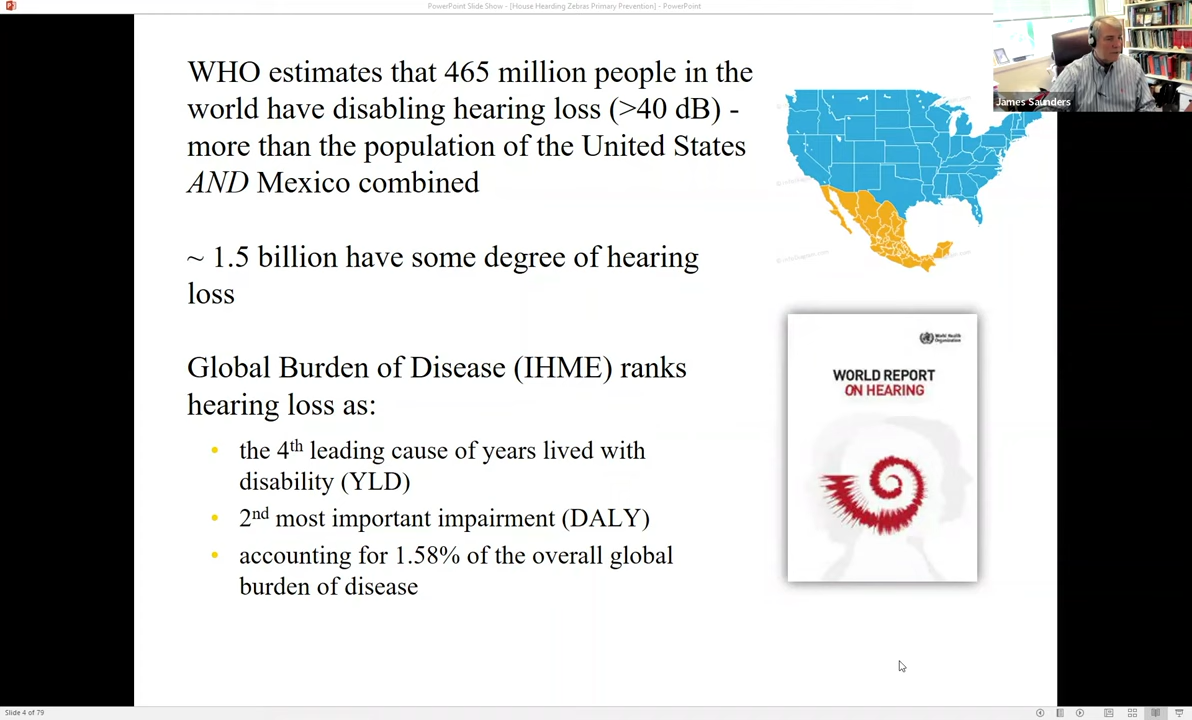 PowerPoint Slide Show - [House Hearding Zebras Primary Prevention] - PowerPoint
James Saunders
WHO estimates that 465 million people in the
world have disabling hearing loss (>40 dB) -
more than the population of the United States
AND Mexico combined
~ 1.5 billion have some degree of hearing
loss
Global Burden of Disease (IHME) ranks
hearing loss as:
• the 4th leading cause of years lived with
disability (YLD)
• 2nd most important impairment (DALY)
• accounting for 1.58% of the overall global
burden of disease
World Health
Organization
WORLD REPORT
ON HEARING
Slide 4 of 79